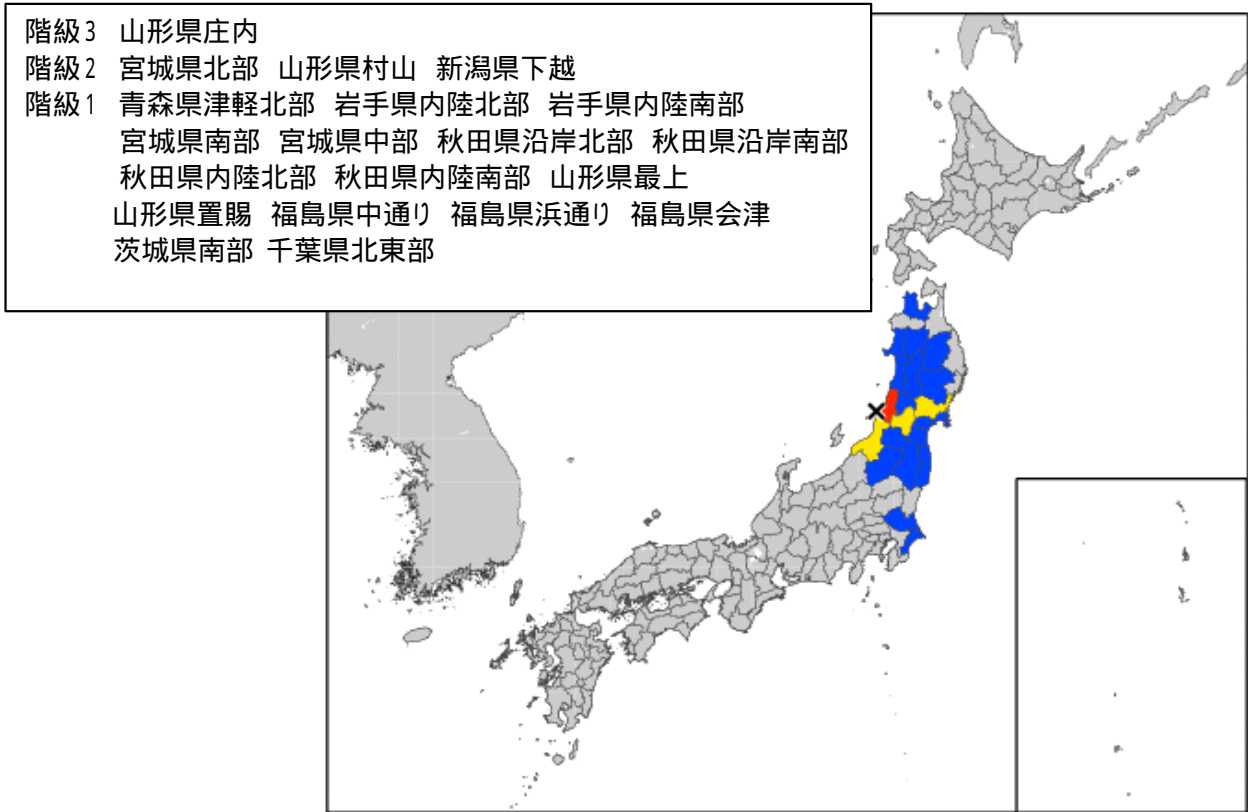 階級3 山形県庄内
階級2 宮城県北部 山形県村山 新潟県下越
階級1 青森県津軽北部 岩手県内陸北部 岩手県内陸南部
宮城県南部 宮城県中部 秋田県沿岸北部 秋田県沿岸南部
秋田県内陸北部 秋田県内陸南部 山形県最上
山形県置賜 福島県中通り 福島県浜通り 福島県会津
茨城県南部 千葉県北東部